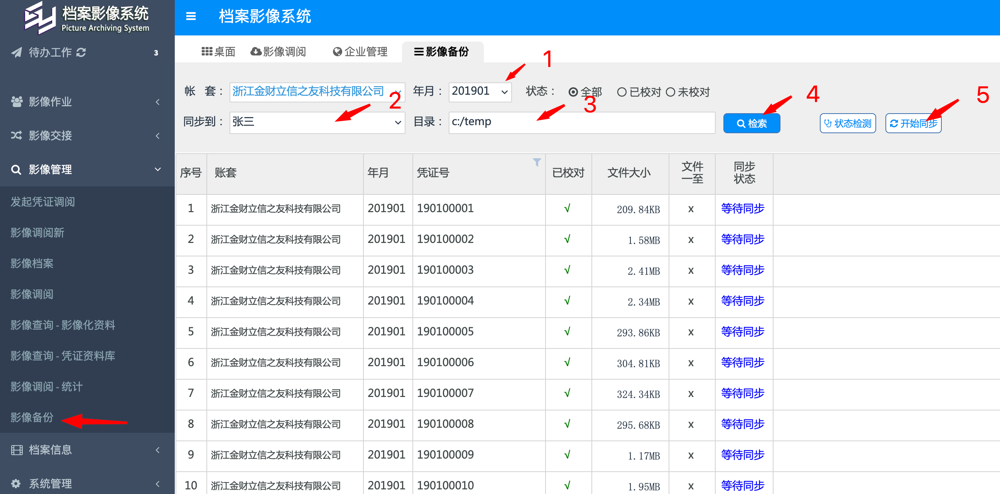 档案影像系统
Picture Archiving System
待办工作 3
影像作业
影像交接
影像管理
发起凭证调阅
影像调阅新
影像档案
影像调阅
影像查询 - 影像化资料
影像查询 - 凭证资料库
影像调阅 - 统计
影像备份
档案信息
系统管理
档案影像系统
桌面 影像调阅 企业管理 影像备份
1
帐 套： 浙江金财立信之友科技有限公司 年月： 201901 状态： 全部 已校对 未校对
2 3 4 5
同步到： 张三 目录： c:/temp 检索 状态检测 开始同步
序号 账套 年月 凭证号 已校对 文件大小 文件一至 同步状态
1 浙江金财立信之友科技有限公司 201901 190100001 √ 209.84KB x 等待同步
2 浙江金财立信之友科技有限公司 201901 190100002 √ 1.58MB x 等待同步
3 浙江金财立信之友科技有限公司 201901 190100003 √ 2.41MB x 等待同步
4 浙江金财立信之友科技有限公司 201901 190100004 √ 2.34MB x 等待同步
5 浙江金财立信之友科技有限公司 201901 190100005 √ 293.86KB x 等待同步
6 浙江金财立信之友科技有限公司 201901 190100006 √ 304.81KB x 等待同步
7 浙江金财立信之友科技有限公司 201901 190100007 √ 324.34KB x 等待同步
8 浙江金财立信之友科技有限公司 201901 190100008 √ 295.68KB x 等待同步
9 浙江金财立信之友科技有限公司 201901 190100009 √ 1.17MB x 等待同步
10 浙江金财立信之友科技有限公司 201901 190100010 √ 1.95MB x 等待同步